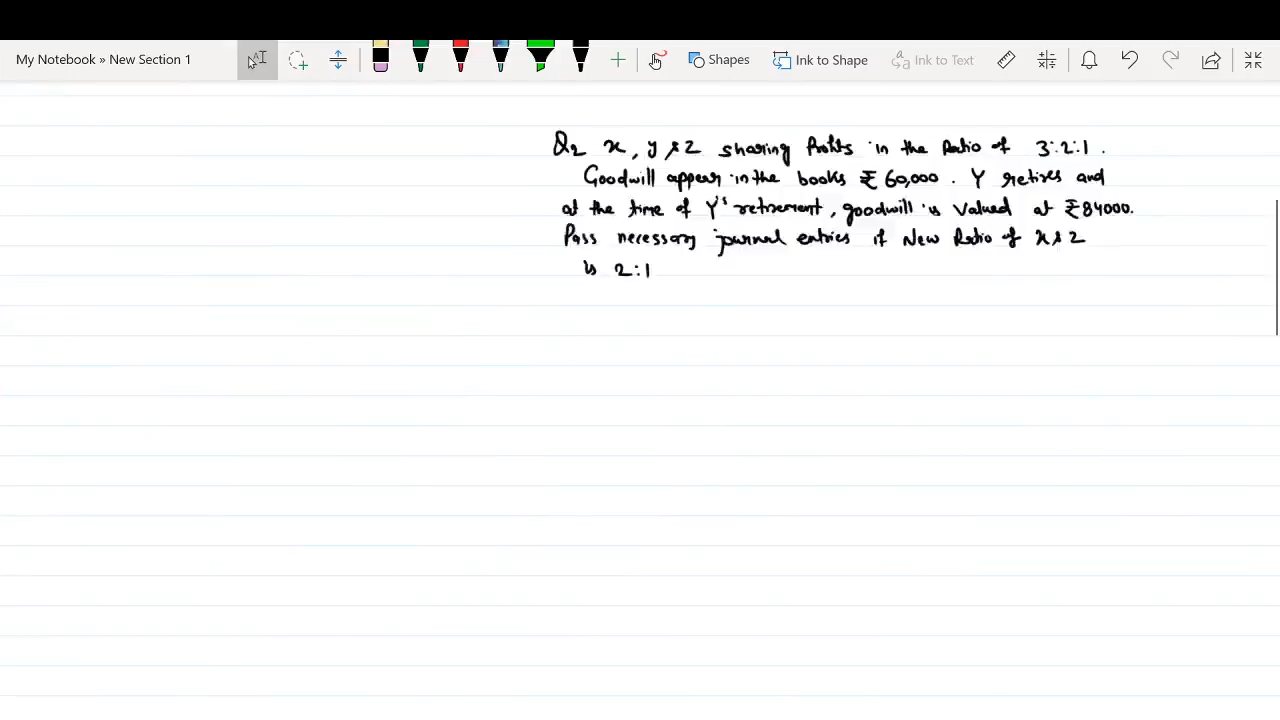 My Notebook » New Section 1
Shapes
Ink to Shape
Ink to Text
Q2 x, y & z sharing Profits in the Ratio of 3:2:1.
Goodwill appear in the books ₹ 60,000. Y retires and
at the time of Y's retirement, goodwill is valued at ₹84000.
Pass necessary journal entries if New Ratio of x & z
is 2:1